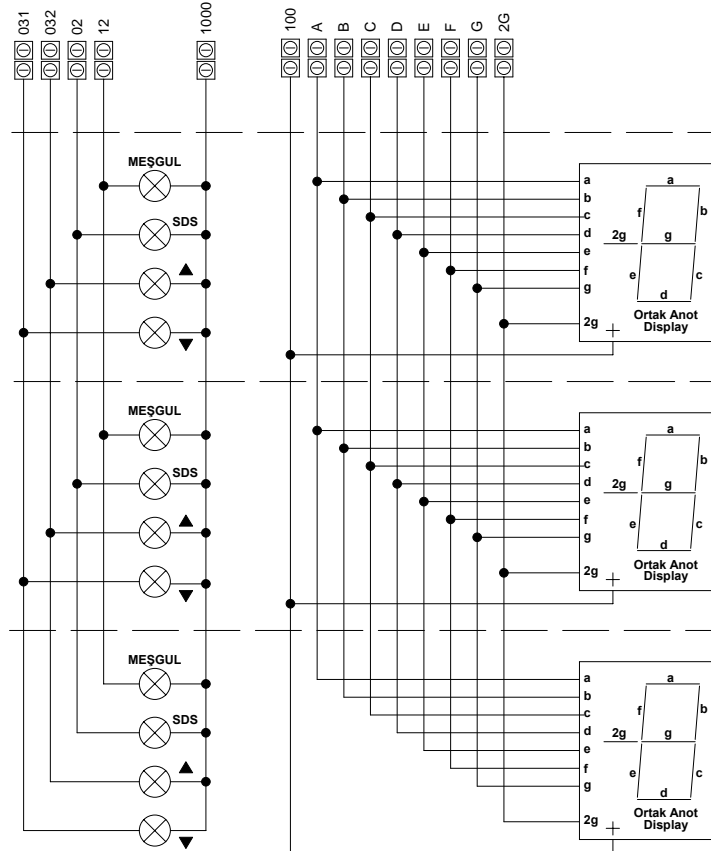 031 032 02 12 1000 100 A B C D E F G 2G
MEŞGUL
SDS
a
b
c
d
e
f
g
2g
+
a
f
b
2g
g
e
c
d
Ortak Anot
Display
MEŞGUL
SDS
a
b
c
d
e
f
g
2g
+
a
f
b
2g
g
e
c
d
Ortak Anot
Display
MEŞGUL
SDS
a
b
c
d
e
f
g
2g
+
a
f
b
2g
g
e
c
d
Ortak Anot
Display